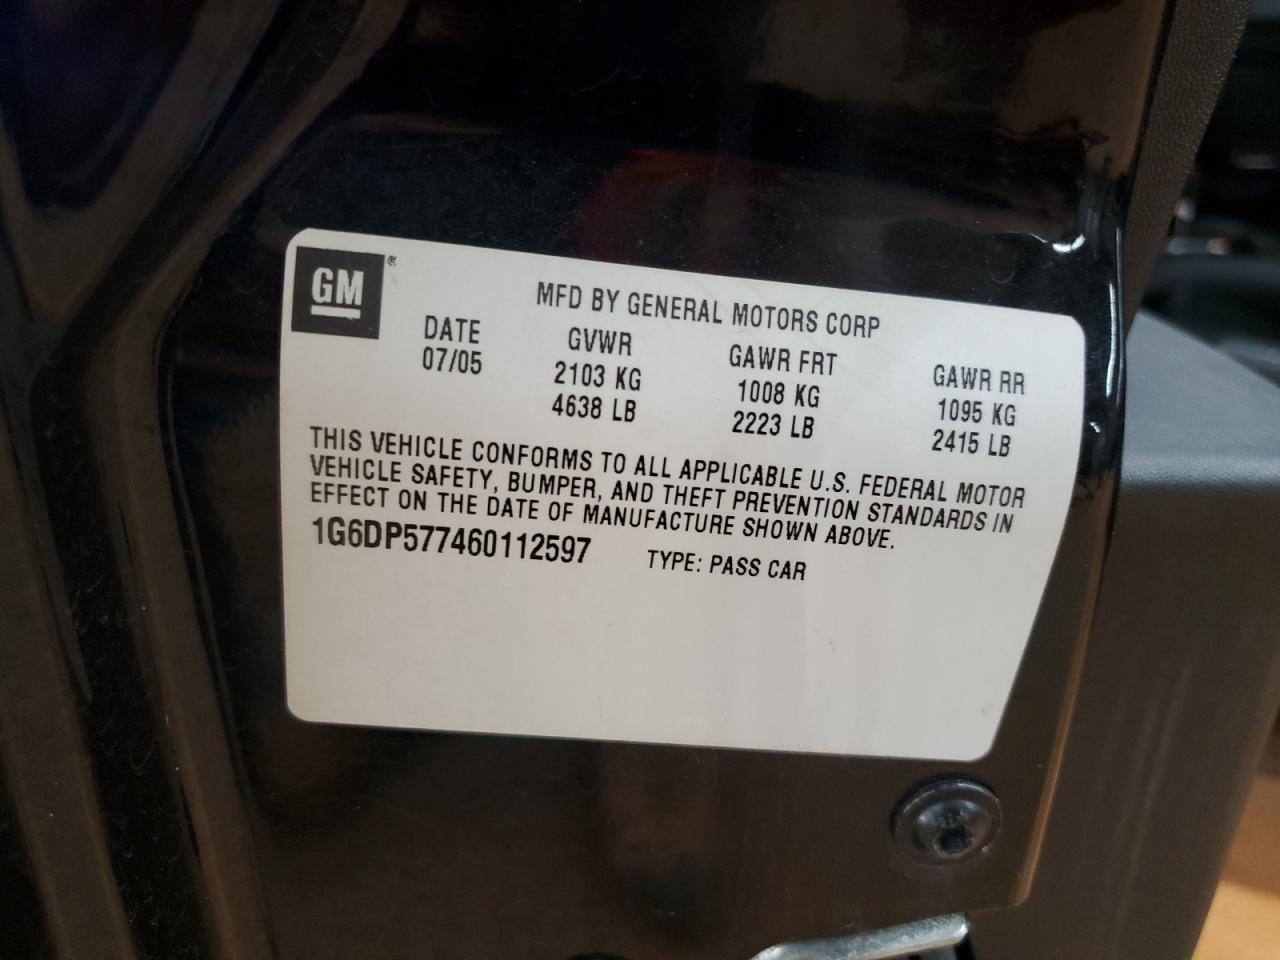 GM ®
MFD BY GENERAL MOTORS CORP
DATE GVWR GAWR FRT GAWR RR
07/05 2103 KG 1008 KG 1095 KG
4638 LB 2223 LB 2415 LB
THIS VEHICLE CONFORMS TO ALL APPLICABLE U.S. FEDERAL MOTOR
VEHICLE SAFETY, BUMPER, AND THEFT PREVENTION STANDARDS IN
EFFECT ON THE DATE OF MANUFACTURE SHOWN ABOVE.
1G6DP577460112597 TYPE: PASS CAR